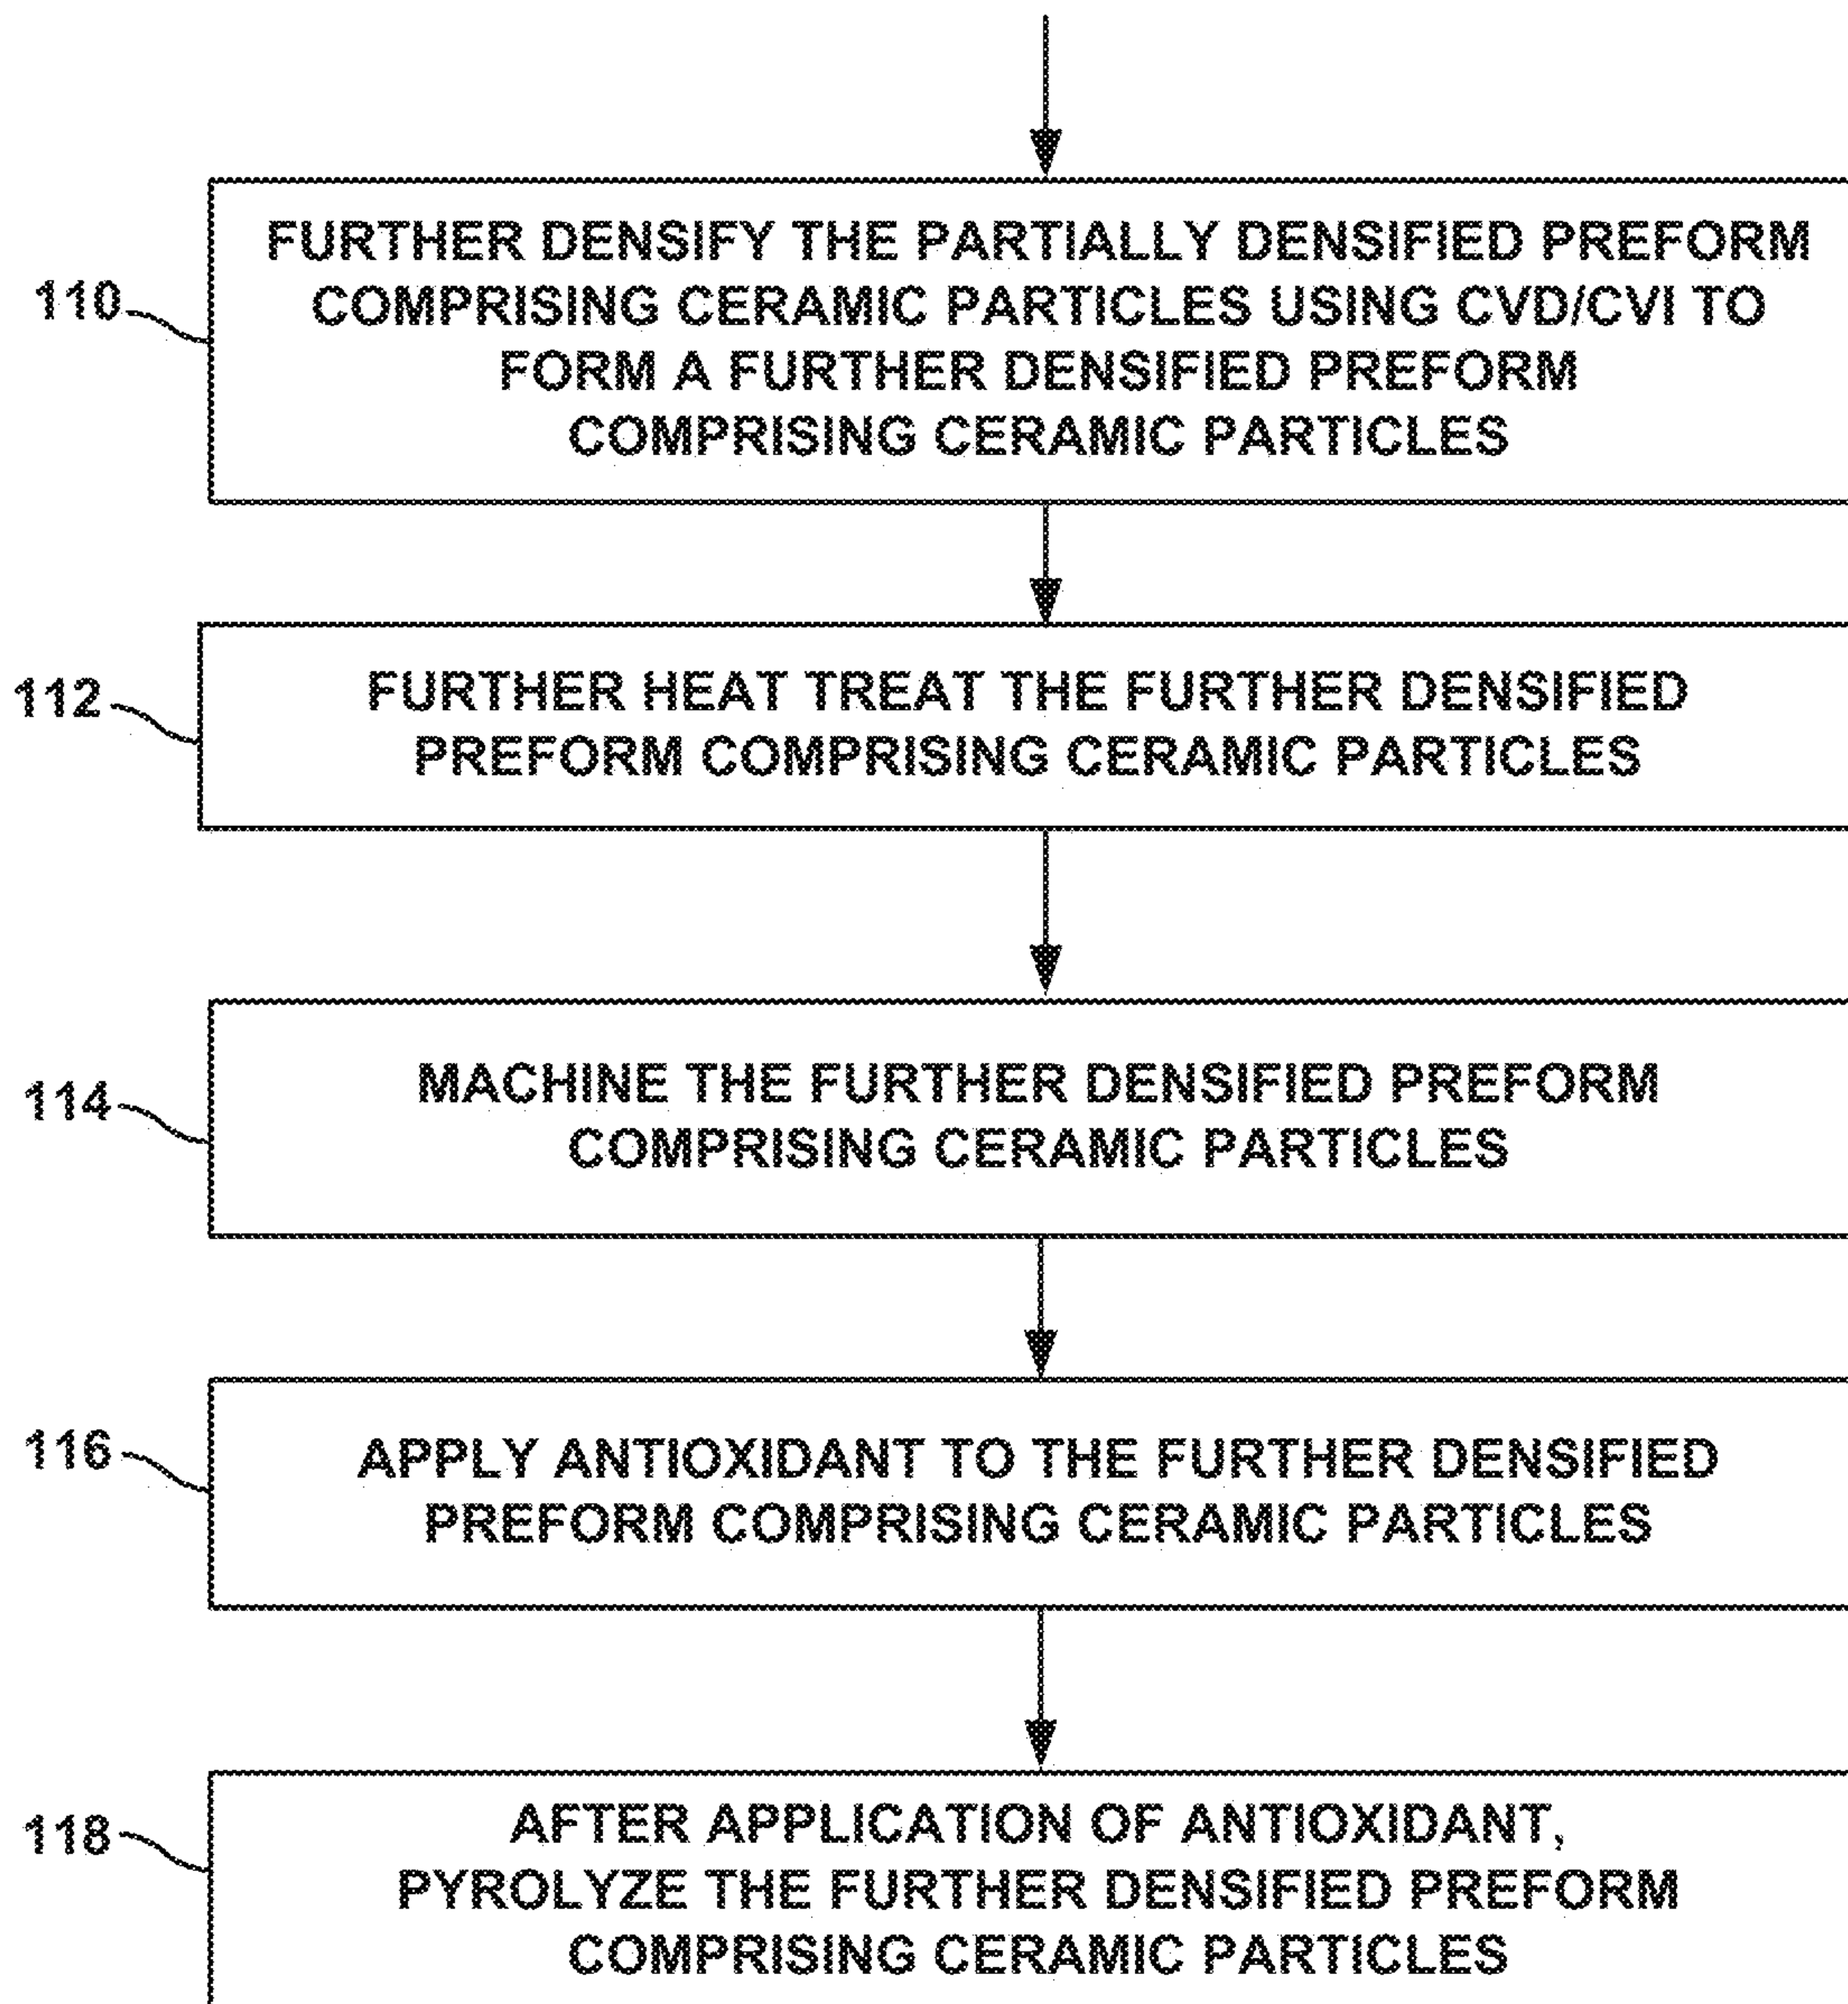 110
FURTHER DENSIFY THE PARTIALLY DENSIFIED PREFORM
COMPRISING CERAMIC PARTICLES USING CVD/CVI TO
FORM A FURTHER DENSIFIED PREFORM
COMPRISING CERAMIC PARTICLES
112
FURTHER HEAT TREAT THE FURTHER DENSIFIED
PREFORM COMPRISING CERAMIC PARTICLES
114
MACHINE THE FURTHER DENSIFIED PREFORM
COMPRISING CERAMIC PARTICLES
116
APPLY ANTIOXIDANT TO THE FURTHER DENSIFIED
PREFORM COMPRISING CERAMIC PARTICLES
118
AFTER APPLICATION OF ANTIOXIDANT,
PYROLYZE THE FURTHER DENSIFIED PREFORM
COMPRISING CERAMIC PARTICLES